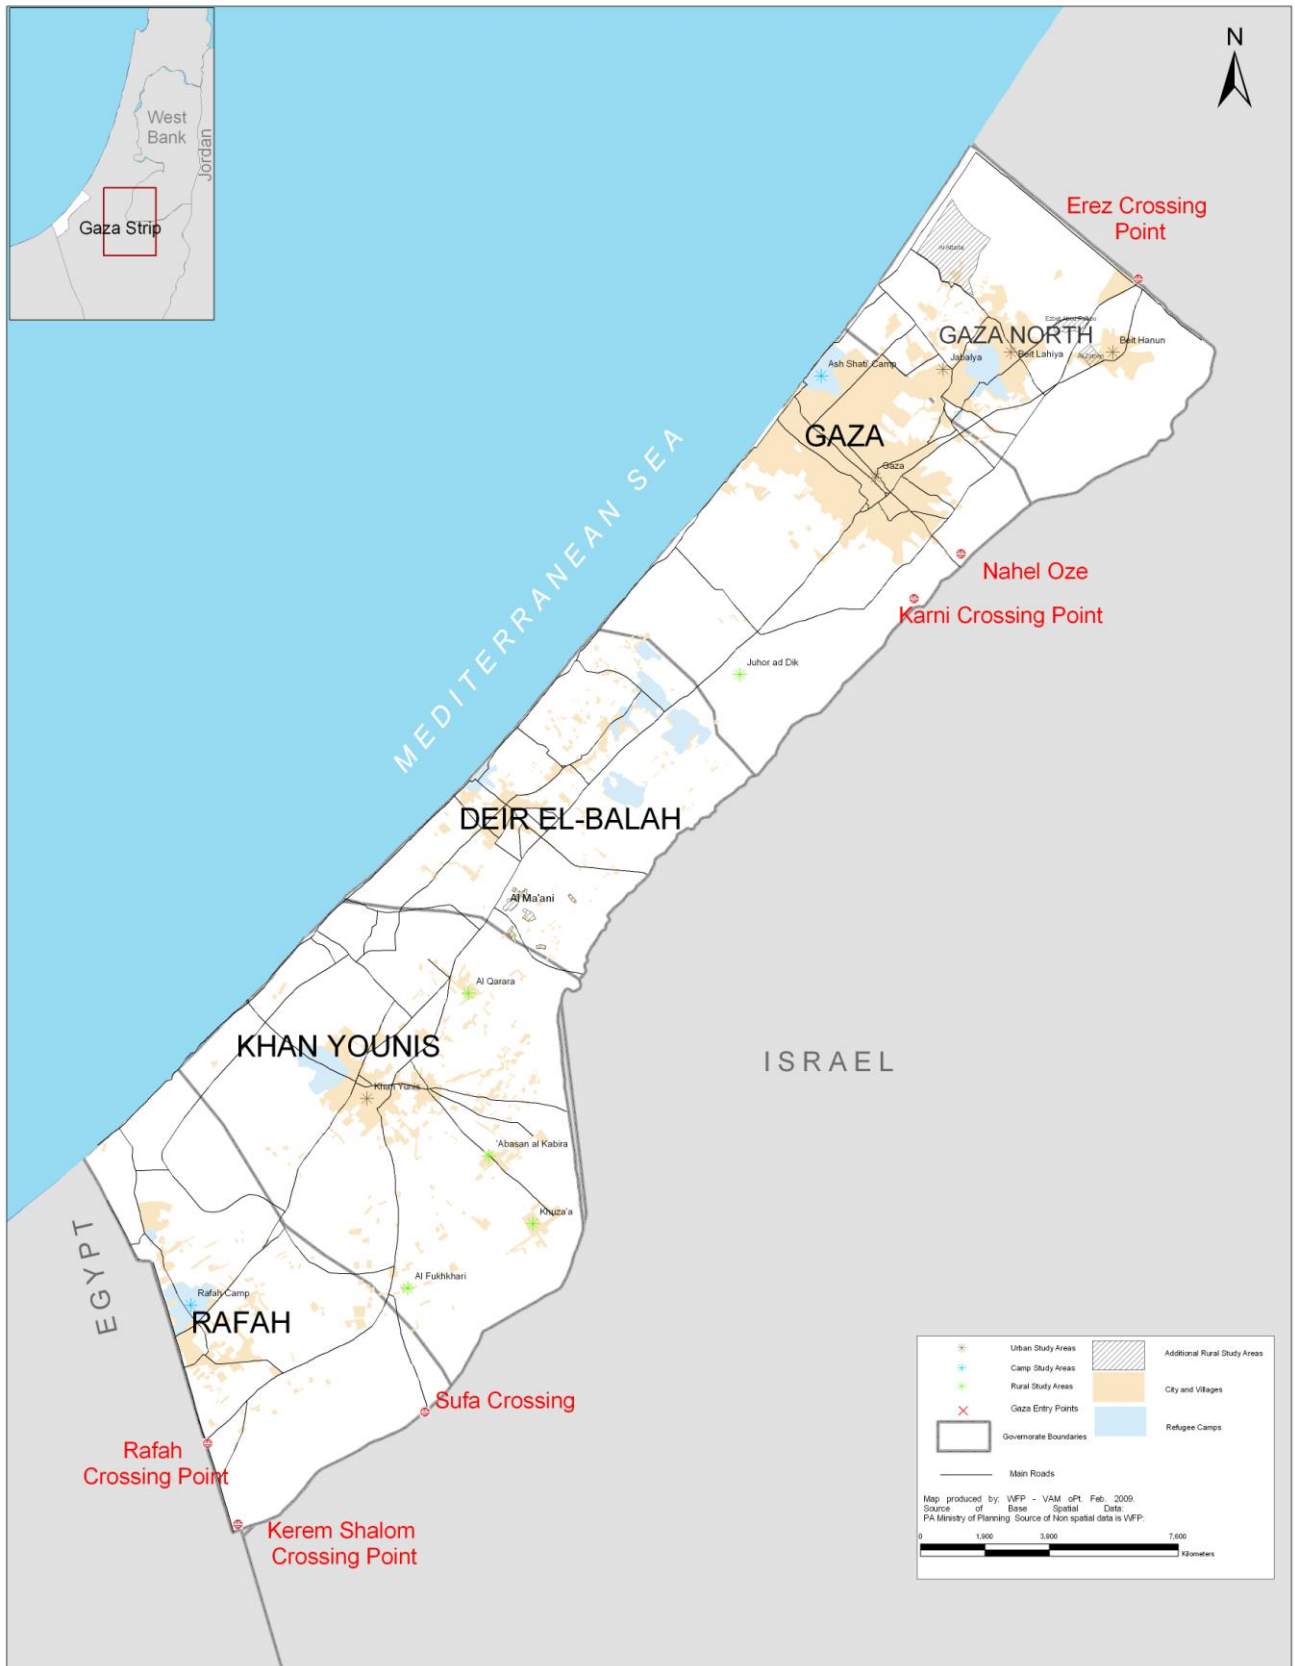 West
Bank
Jordan
Gaza Strip
N
Erez Crossing
Point
GAZA NORTH
Beit Hanun
Beit Lahiya
Jabalya
Ash Shati' Camp
GAZA
Gaza
MEDITERRANEAN SEA
Nahel Oze
Karni Crossing Point
Juhor ad Dik
DEIR EL-BALAH
Al Ma'ani
Al Qarara
KHAN YOUNIS
Khan Yunis
ISRAEL
'Abasan al Kabira
Khuza'a
EGYPT
Al Fukhkhari
Rafah Camp
RAFAH
Sufa Crossing
Rafah
Crossing Point
Kerem Shalom
Crossing Point
Urban Study Areas
Camp Study Areas
Rural Study Areas
Gaza Entry Points
Governorate Boundaries
Main Roads
Additional Rural Study Areas
City and Villages
Refugee Camps
Map produced by: WFP - VAM oPt Feb. 2009.
Source of Base Spatial Data:
PA Ministry of Planning Source of Non spatial data is WFP:
0 1,900 3,800 7,600
Kilometers